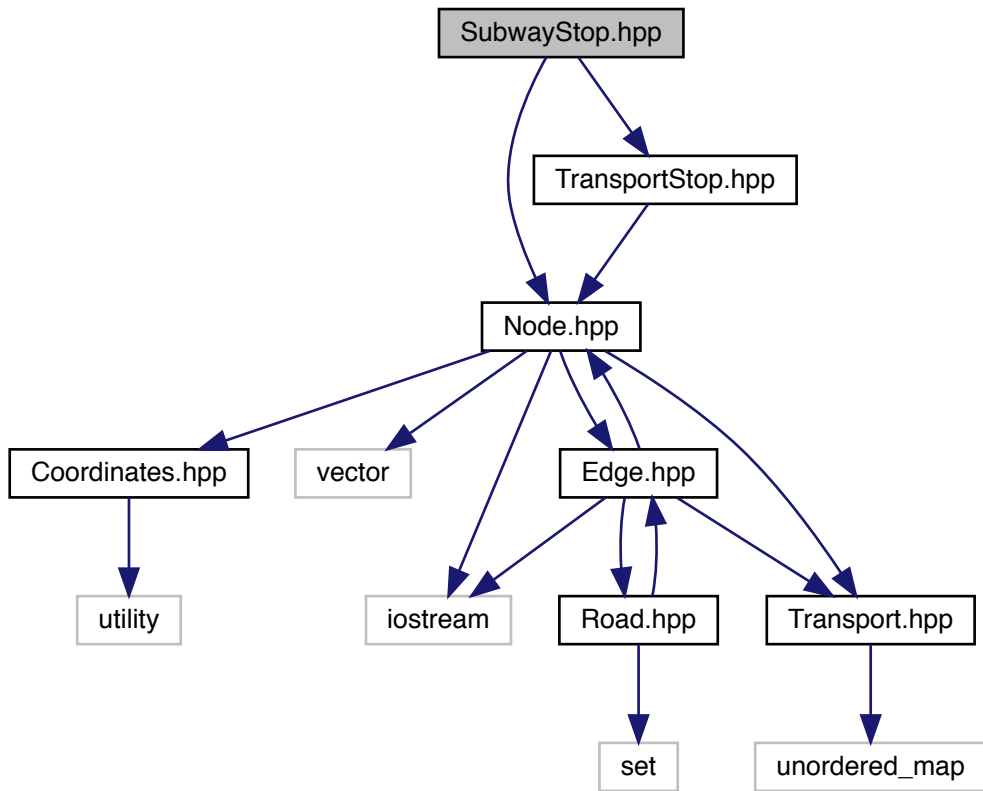 SubwayStop.hpp
TransportStop.hpp
Node.hpp
Coordinates.hpp
vector
Edge.hpp
utility
iostream
Road.hpp
Transport.hpp
set
unordered_map